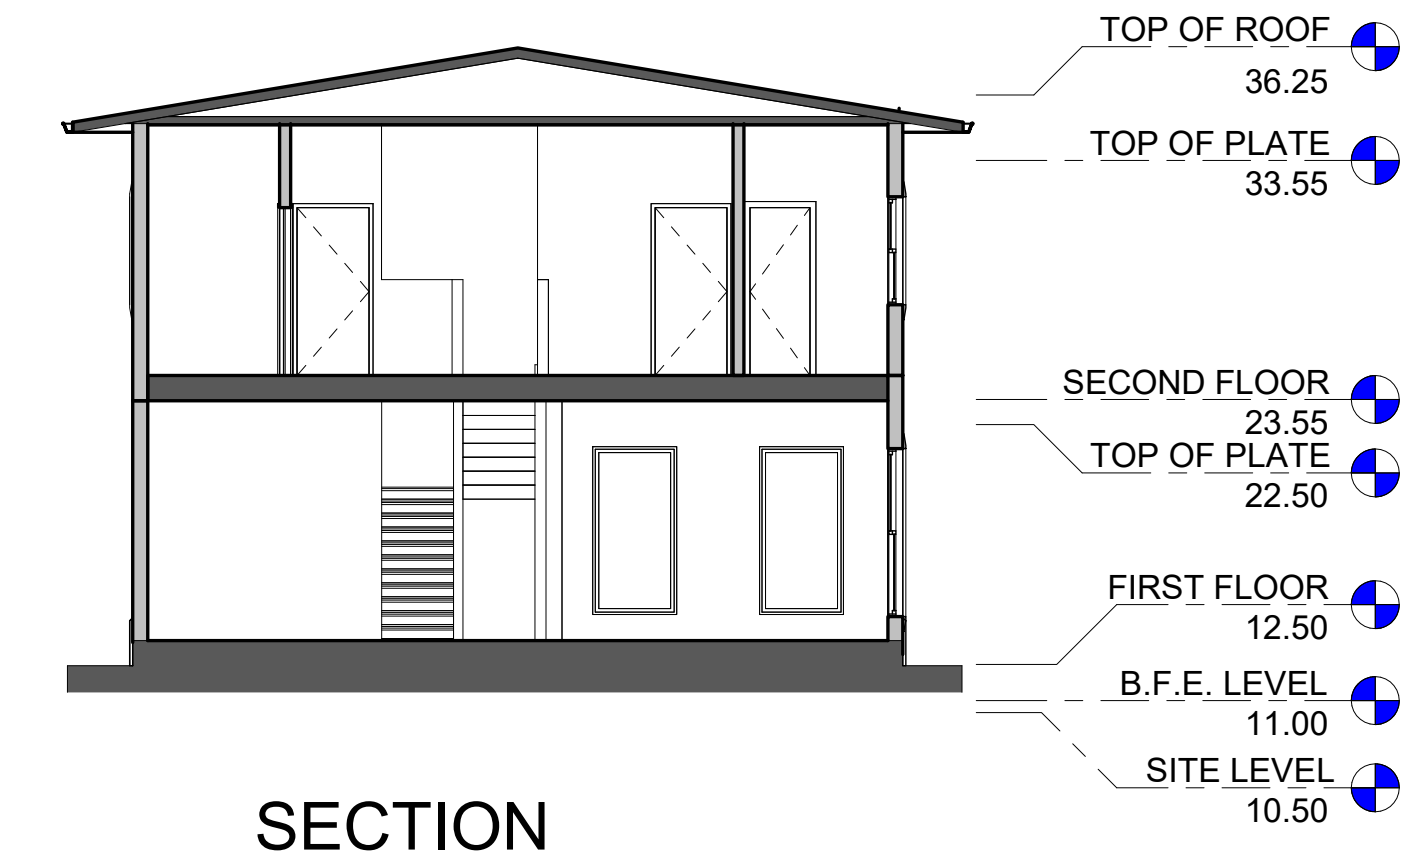 TOP OF ROOF
36.25
TOP OF PLATE
33.55
SECOND FLOOR
23.55
TOP OF PLATE
22.50
FIRST FLOOR
12.50
B.F.E. LEVEL
11.00
SITE LEVEL
10.50
SECTION